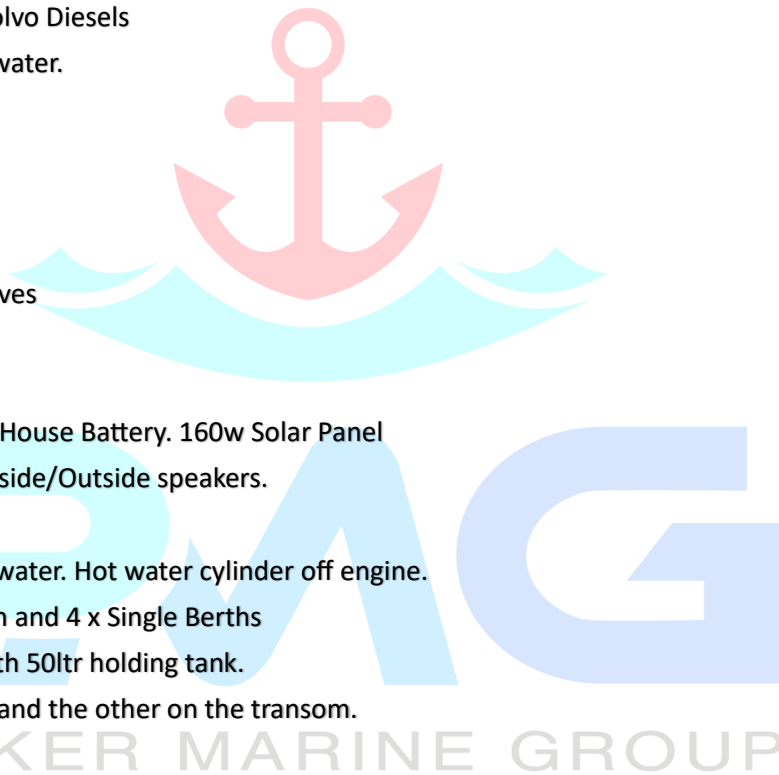 olvo Diesels
water.
ves
House Battery. 160w Solar Panel
side/Outside speakers.
water. Hot water cylinder off engine.
n and 4 x Single Berths
th 50ltr holding tank.
and the other on the transom.
PMG
KER MARINE GROUP